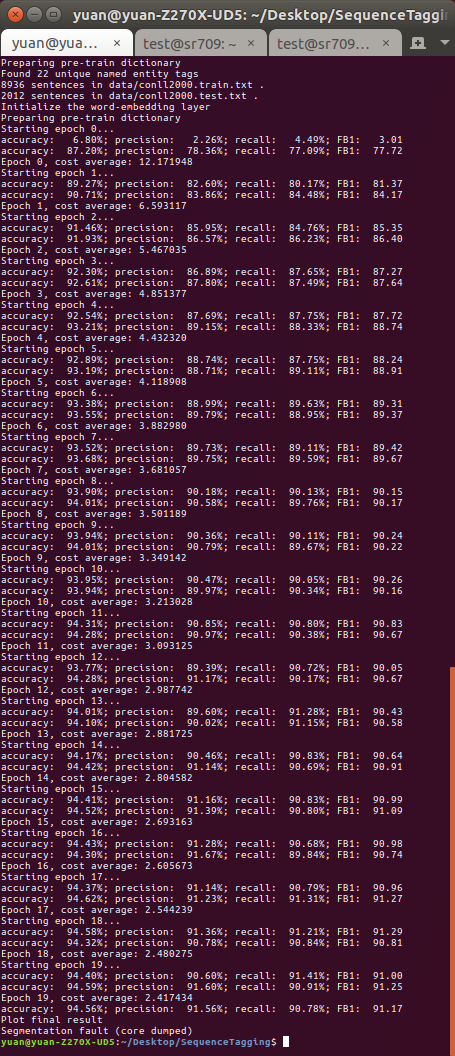 yuan@yuan-Z270X-UD5: ~/Desktop/SequenceTagging
yuan@yua... × test@sr709: ~ × test@sr709... ×
Preparing pre-train dictionary
Found 22 unique named entity tags
8936 sentences in data/conll2000.train.txt .
2012 sentences in data/conll2000.test.txt .
Initialize the word-embedding layer
Preparing pre-train dictionary
Starting epoch 0...
accuracy:   6.80%; precision:   2.26%; recall:   4.49%; FB1:   3.01
accuracy:  87.20%; precision:  78.36%; recall:  77.09%; FB1:  77.72
Epoch 0, cost average: 12.171948
Starting epoch 1...
accuracy:  89.27%; precision:  82.60%; recall:  80.17%; FB1:  81.37
accuracy:  90.71%; precision:  83.86%; recall:  84.48%; FB1:  84.17
Epoch 1, cost average: 6.593117
Starting epoch 2...
accuracy:  91.46%; precision:  85.95%; recall:  84.76%; FB1:  85.35
accuracy:  91.93%; precision:  86.57%; recall:  86.23%; FB1:  86.40
Epoch 2, cost average: 5.467035
Starting epoch 3...
accuracy:  92.30%; precision:  86.89%; recall:  87.65%; FB1:  87.27
accuracy:  92.61%; precision:  87.80%; recall:  87.49%; FB1:  87.64
Epoch 3, cost average: 4.851377
Starting epoch 4...
accuracy:  92.54%; precision:  87.69%; recall:  87.75%; FB1:  87.72
accuracy:  93.21%; precision:  89.15%; recall:  88.33%; FB1:  88.74
Epoch 4, cost average: 4.432320
Starting epoch 5...
accuracy:  92.89%; precision:  88.74%; recall:  87.75%; FB1:  88.24
accuracy:  93.19%; precision:  88.71%; recall:  89.11%; FB1:  88.91
Epoch 5, cost average: 4.118908
Starting epoch 6...
accuracy:  93.38%; precision:  88.99%; recall:  89.63%; FB1:  89.31
accuracy:  93.55%; precision:  89.79%; recall:  88.95%; FB1:  89.37
Epoch 6, cost average: 3.882980
Starting epoch 7...
accuracy:  93.52%; precision:  89.73%; recall:  89.11%; FB1:  89.42
accuracy:  93.68%; precision:  89.75%; recall:  89.59%; FB1:  89.67
Epoch 7, cost average: 3.681057
Starting epoch 8...
accuracy:  93.90%; precision:  90.18%; recall:  90.13%; FB1:  90.15
accuracy:  94.01%; precision:  90.58%; recall:  89.76%; FB1:  90.17
Epoch 8, cost average: 3.501189
Starting epoch 9...
accuracy:  93.94%; precision:  90.36%; recall:  90.11%; FB1:  90.24
accuracy:  94.01%; precision:  90.79%; recall:  89.67%; FB1:  90.22
Epoch 9, cost average: 3.349142
Starting epoch 10...
accuracy:  93.95%; precision:  90.47%; recall:  90.05%; FB1:  90.26
accuracy:  93.94%; precision:  89.97%; recall:  90.34%; FB1:  90.16
Epoch 10, cost average: 3.213028
Starting epoch 11...
accuracy:  94.31%; precision:  90.85%; recall:  90.80%; FB1:  90.83
accuracy:  94.28%; precision:  90.97%; recall:  90.38%; FB1:  90.67
Epoch 11, cost average: 3.093125
Starting epoch 12...
accuracy:  93.77%; precision:  89.39%; recall:  90.72%; FB1:  90.05
accuracy:  94.28%; precision:  91.17%; recall:  90.17%; FB1:  90.67
Epoch 12, cost average: 2.987742
Starting epoch 13...
accuracy:  94.01%; precision:  89.60%; recall:  91.28%; FB1:  90.43
accuracy:  94.10%; precision:  90.02%; recall:  91.15%; FB1:  90.58
Epoch 13, cost average: 2.881725
Starting epoch 14...
accuracy:  94.17%; precision:  90.46%; recall:  90.83%; FB1:  90.64
accuracy:  94.42%; precision:  91.14%; recall:  90.69%; FB1:  90.91
Epoch 14, cost average: 2.804582
Starting epoch 15...
accuracy:  94.41%; precision:  91.16%; recall:  90.83%; FB1:  90.99
accuracy:  94.52%; precision:  91.39%; recall:  90.80%; FB1:  91.09
Epoch 15, cost average: 2.693163
Starting epoch 16...
accuracy:  94.43%; precision:  91.28%; recall:  90.68%; FB1:  90.98
accuracy:  94.30%; precision:  91.67%; recall:  89.84%; FB1:  90.74
Epoch 16, cost average: 2.605673
Starting epoch 17...
accuracy:  94.37%; precision:  91.14%; recall:  90.79%; FB1:  90.96
accuracy:  94.62%; precision:  91.23%; recall:  91.31%; FB1:  91.27
Epoch 17, cost average: 2.544239
Starting epoch 18...
accuracy:  94.58%; precision:  91.36%; recall:  91.21%; FB1:  91.29
accuracy:  94.32%; precision:  90.78%; recall:  90.84%; FB1:  90.81
Epoch 18, cost average: 2.480275
Starting epoch 19...
accuracy:  94.40%; precision:  90.60%; recall:  91.41%; FB1:  91.00
accuracy:  94.59%; precision:  91.60%; recall:  90.91%; FB1:  91.25
Epoch 19, cost average: 2.417434
accuracy:  94.56%; precision:  91.56%; recall:  90.78%; FB1:  91.17
Plot final result
Segmentation fault (core dumped)
yuan@yuan-Z270X-UD5:~/Desktop/SequenceTagging$